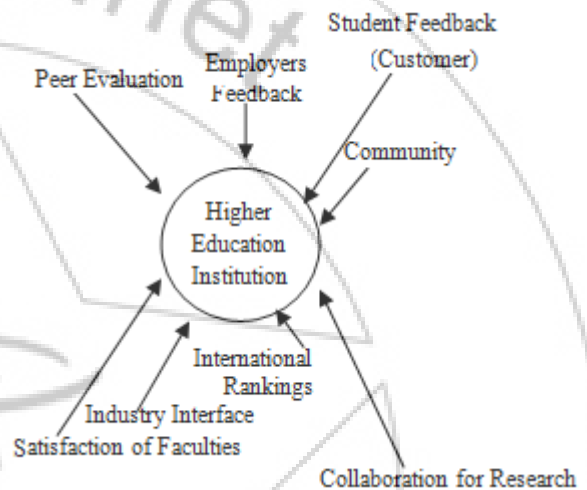 Student Feedback
(Customer)
Employers
Feedback
Peer Evaluation
Community
Higher
Education
Institution
International
Rankings
Industry Interface
Satisfaction of Faculties
Collaboration for Research